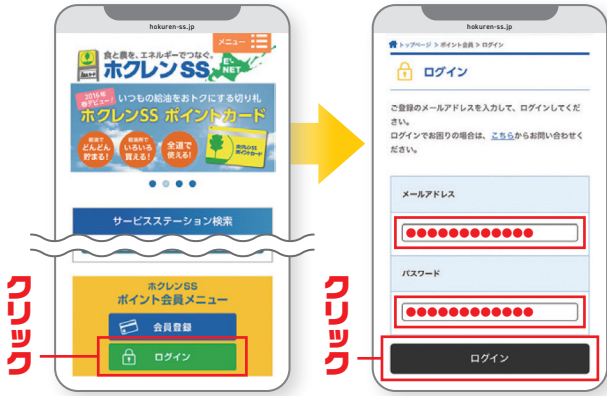 hokuren-ss.jp
メニュー
食と農を、エネルギーでつなぐ。
ホクレンSS
E-NET
2016年
春デビュー！
いつもの給油をおトクにする切り札
ホクレンSS ポイントカード
給油で
どんどん
貯まる！
給油所で
いろいろ
買える！
全道で
使える！
ホクレンSS
ポイントカード
サービスステーション検索
ホクレンSS
ポイント会員メニュー
会員登録
ログイン
クリック
hokuren-ss.jp
トップページ > ポイント会員 > ログイン
ログイン
ご登録のメールアドレスを入力して、ログインしてくだ
さい。
ログインでお困りの場合は、こちらからお問い合わせく
ださい。
メールアドレス
●●●●●●●●●●●●
パスワード
●●●●●●●●●●●●
ログイン
クリック